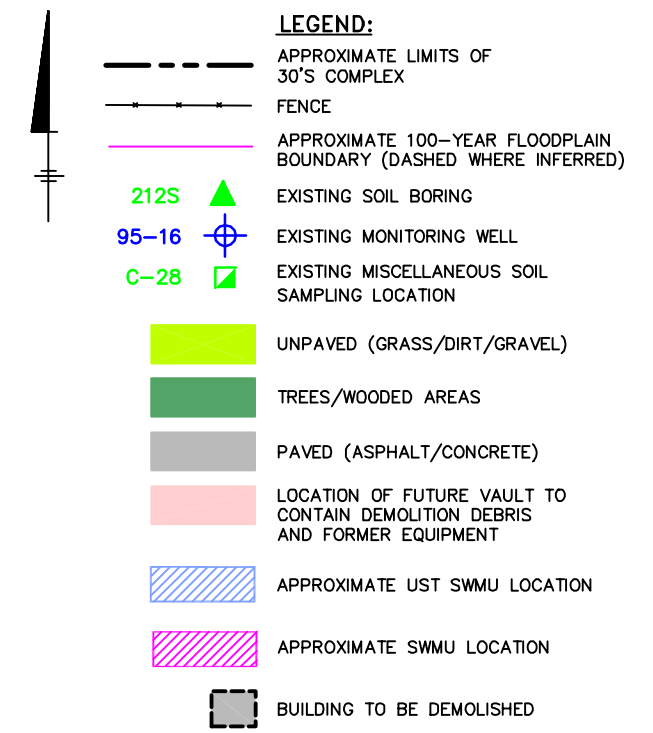 LEGEND:
APPROXIMATE LIMITS OF
30'S COMPLEX
FENCE
APPROXIMATE 100-YEAR FLOODPLAIN
BOUNDARY (DASHED WHERE INFERRED)
212S EXISTING SOIL BORING
95-16 EXISTING MONITORING WELL
C-28 EXISTING MISCELLANEOUS SOIL
SAMPLING LOCATION
UNPAVED (GRASS/DIRT/GRAVEL)
TREES/WOODED AREAS
PAVED (ASPHALT/CONCRETE)
LOCATION OF FUTURE VAULT TO
CONTAIN DEMOLITION DEBRIS
AND FORMER EQUIPMENT
APPROXIMATE UST SWMU LOCATION
APPROXIMATE SWMU LOCATION
BUILDING TO BE DEMOLISHED